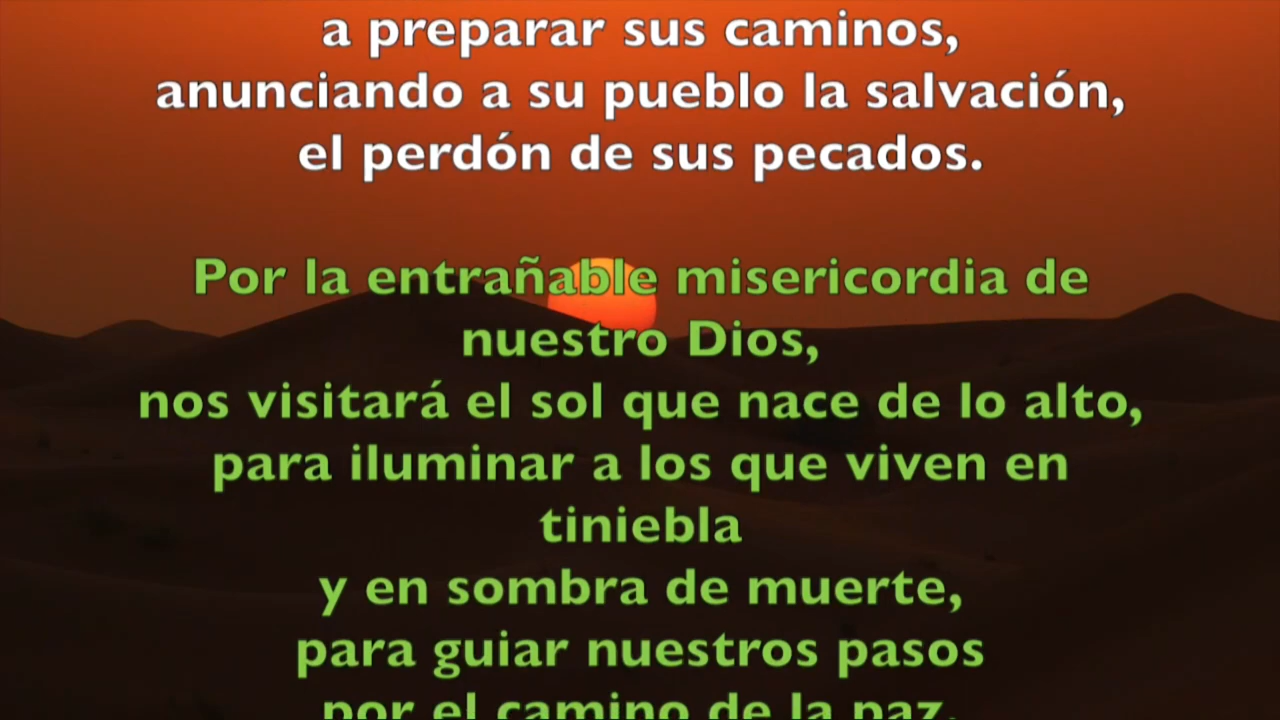 a preparar sus caminos,
anunciando a su pueblo la salvación,
el perdón de sus pecados.
Por la entrañable misericordia de
nuestro Dios,
nos visitará el sol que nace de lo alto,
para iluminar a los que viven en
tiniebla
y en sombra de muerte,
para guiar nuestros pasos
por el camino de la paz.